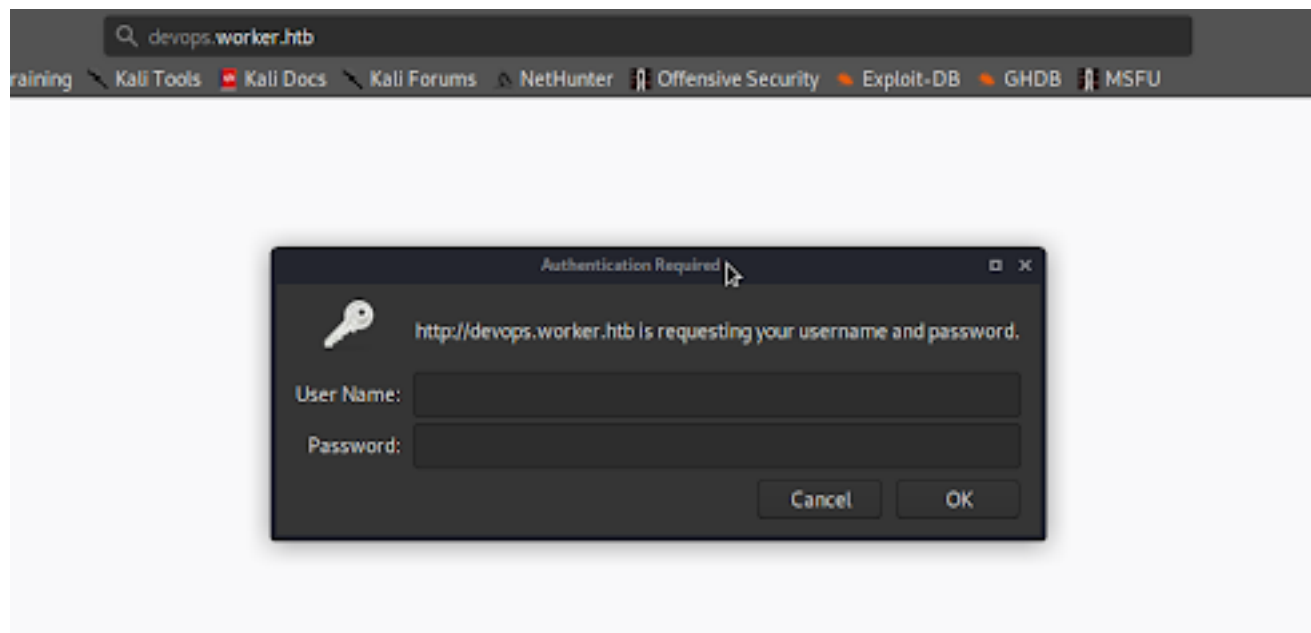 devops.worker.htb
raining Kali Tools Kali Docs Kali Forums NetHunter Offensive Security Exploit-DB GHDB MSFU
Authentication Required
http://devops.worker.htb is requesting your username and password.
User Name:
Password:
Cancel OK